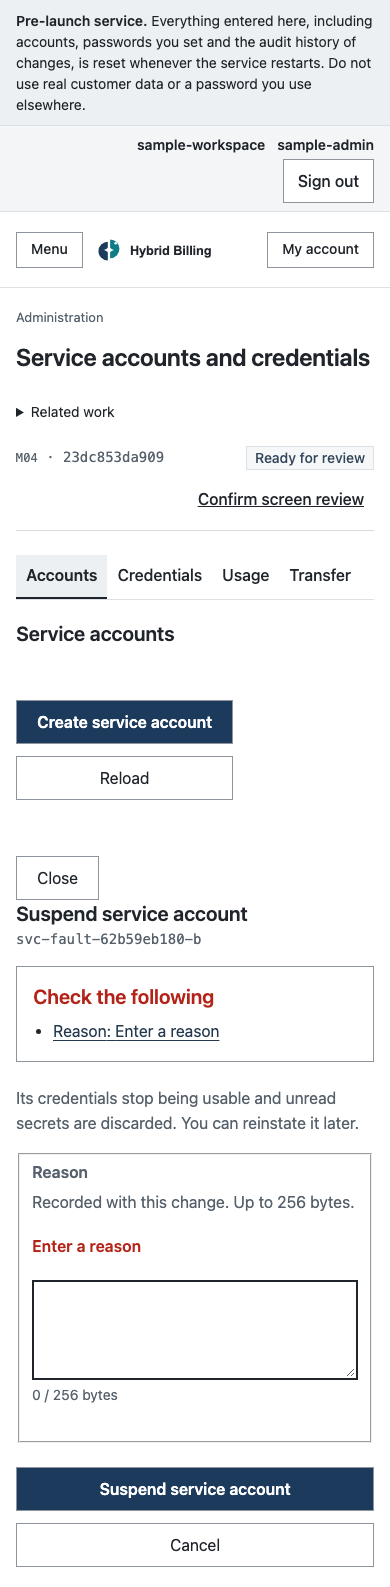 Pre-launch service. Everything entered here, including
accounts, passwords you set and the audit history of
changes, is reset whenever the service restarts. Do not
use real customer data or a password you use
elsewhere.
sample-workspace sample-admin
Sign out
Menu Hybrid Billing My account
Administration
Service accounts and credentials
Related work
M04 · 23dc853da909 Ready for review
Confirm screen review
Accounts Credentials Usage Transfer
Service accounts
Create service account
Reload
Close
Suspend service account
svc-fault-62b59eb180-b
Check the following
Reason: Enter a reason
Its credentials stop being usable and unread
secrets are discarded. You can reinstate it later.
Reason
Recorded with this change. Up to 256 bytes.
Enter a reason
0 / 256 bytes
Suspend service account
Cancel